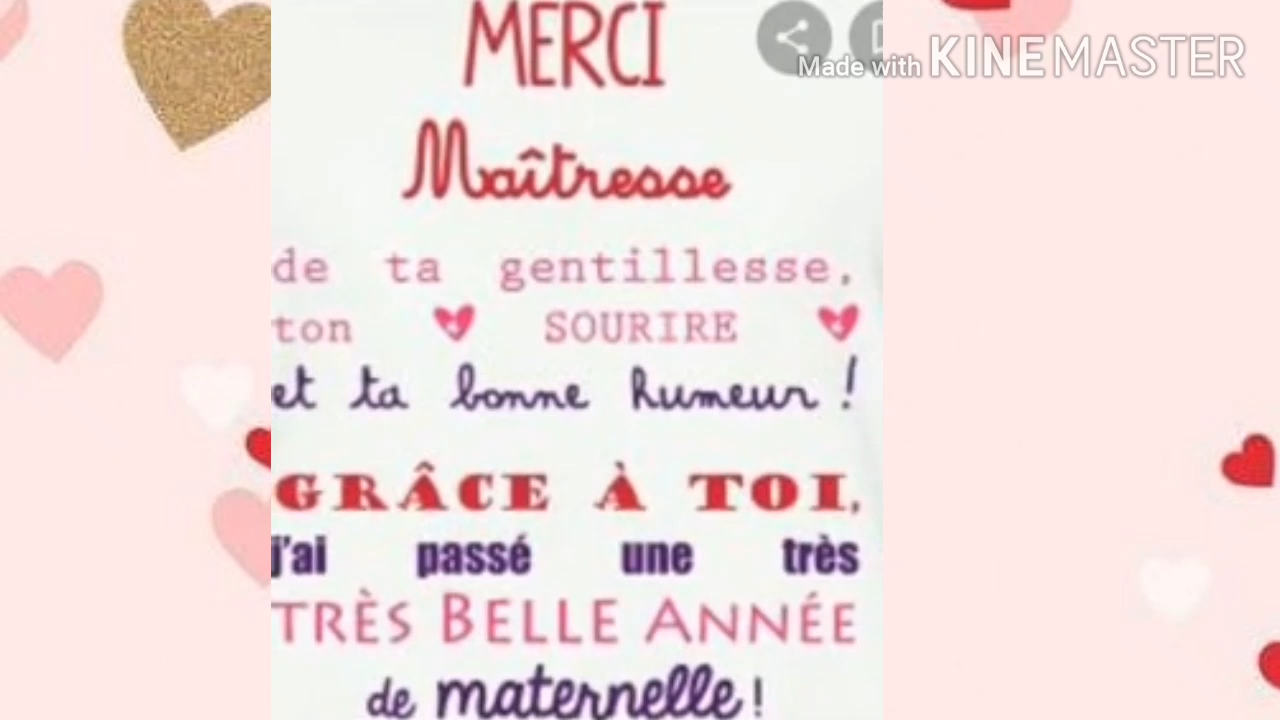 MERCI
Made with KINEMASTER
Maîtresse
de ta gentillesse,
ton SOURIRE
et ta bonne humeur !
GRÂCE À TOI,
j'ai passé une très
TRÈS BELLE ANNÉE
de maternelle !